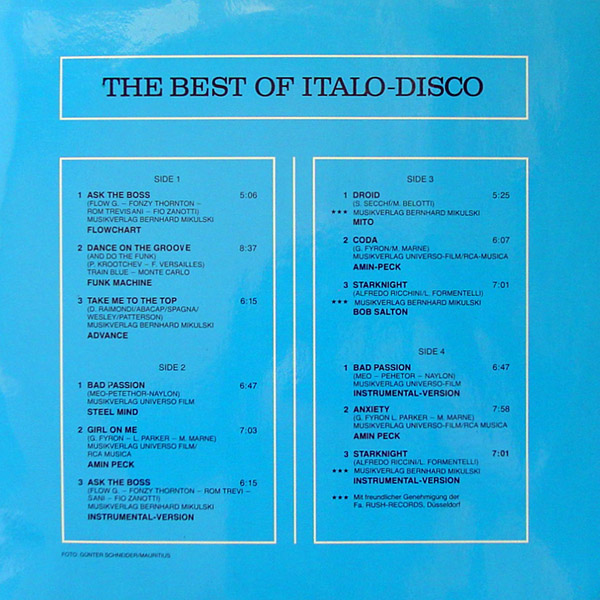 THE BEST OF ITALO-DISCO
SIDE 1
1 ASK THE BOSS 5:06
(FLOW G. – FONZY THORNTON –
ROM TREVISANI – FIO ZANOTTI)
MUSIKVERLAG BERNHARD MIKULSKI
FLOWCHART
2 DANCE ON THE GROOVE 8:37
(AND DO THE FUNK)
(P. KROOTCHEV – F. VERSAILLES)
TRAIN BLUE – MONTE CARLO
FUNK MACHINE
3 TAKE ME TO THE TOP 6:15
(D. RAIMONDI/ABACAP/SPAGNA/
WESLEY/PATTERSON)
MUSIKVERLAG BERNHARD MIKULSKI
ADVANCE
SIDE 2
1 BAD PASSION 6:47
(MEO-PETETHOR-NAYLON)
MUSIKVERLAG UNIVERSO FILM
STEEL MIND
2 GIRL ON ME 7:03
(G. FYRON – L. PARKER – M. MARNE)
MUSIKVERLAG UNIVERSO FILM/
RCA MUSICA
AMIN PECK
3 ASK THE BOSS 6:15
(FLOW G. – FONZY THORNTON – ROM TREVI –
SANI – FIO ZANOTTI)
MUSIKVERLAG BERNHARD MIKULSKI
INSTRUMENTAL-VERSION
SIDE 3
1 DROID 5:25
(S. SECCHI/M. BELOTTI)
*** MUSIKVERLAG BERNHARD MIKULSKI
MITO
2 CODA 6:07
(G. FYRON/M. MARNE)
MUSIKVERLAG UNIVERSO-FILM/RCA-MUSICA
AMIN-PECK
3 STARKNIGHT 7:01
(ALFREDO RICCHINI/L. FORMENTELLI)
*** MUSIKVERLAG BERNHARD MIKULSKI
BOB SALTON
SIDE 4
1 BAD PASSION 6:47
(MEO – PEHETOR – NAYLON)
MUSIKVERLAG UNIVERSO-FILM
INSTRUMENTAL-VERSION
2 ANXIETY 7:58
(G. FYRON L. PARKER – M. MARNE)
MUSIKVERLAG UNIVERSO-FILM/RCA MUSICA
AMIN PECK
3 STARKNIGHT 7:01
(ALFREDO RICCINI/L. FORMENTELLI)
*** MUSIKVERLAG BERNHARD MIKULSKI
INSTRUMENTAL-VERSION
*** Mit freundlicher Genehmigung der
Fa. RUSH-RECORDS, Düsseldorf
FOTO: GÜNTER SCHNEIDER/MAURITIUS